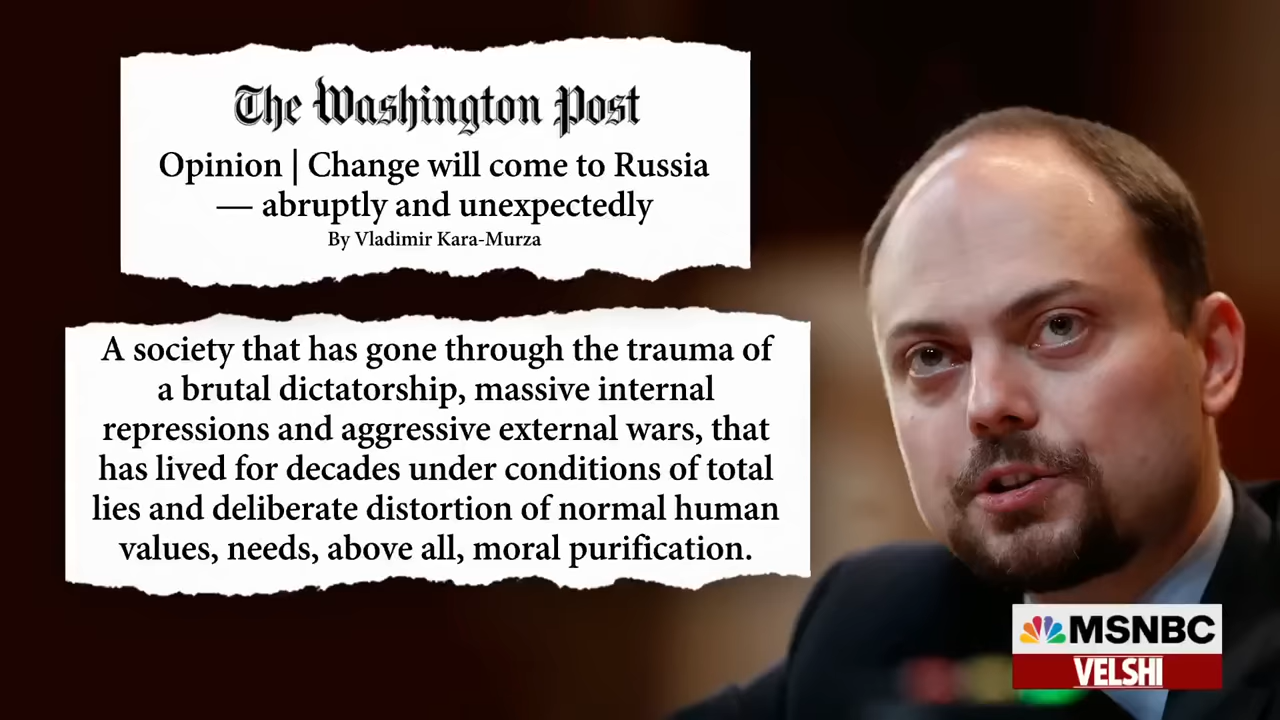 The Washington Post
Opinion | Change will come to Russia
— abruptly and unexpectedly
By Vladimir Kara-Murza
A society that has gone through the trauma of
a brutal dictatorship, massive internal
repressions and aggressive external wars, that
has lived for decades under conditions of total
lies and deliberate distortion of normal human
values, needs, above all, moral purification.
MSNBC
VELSHI